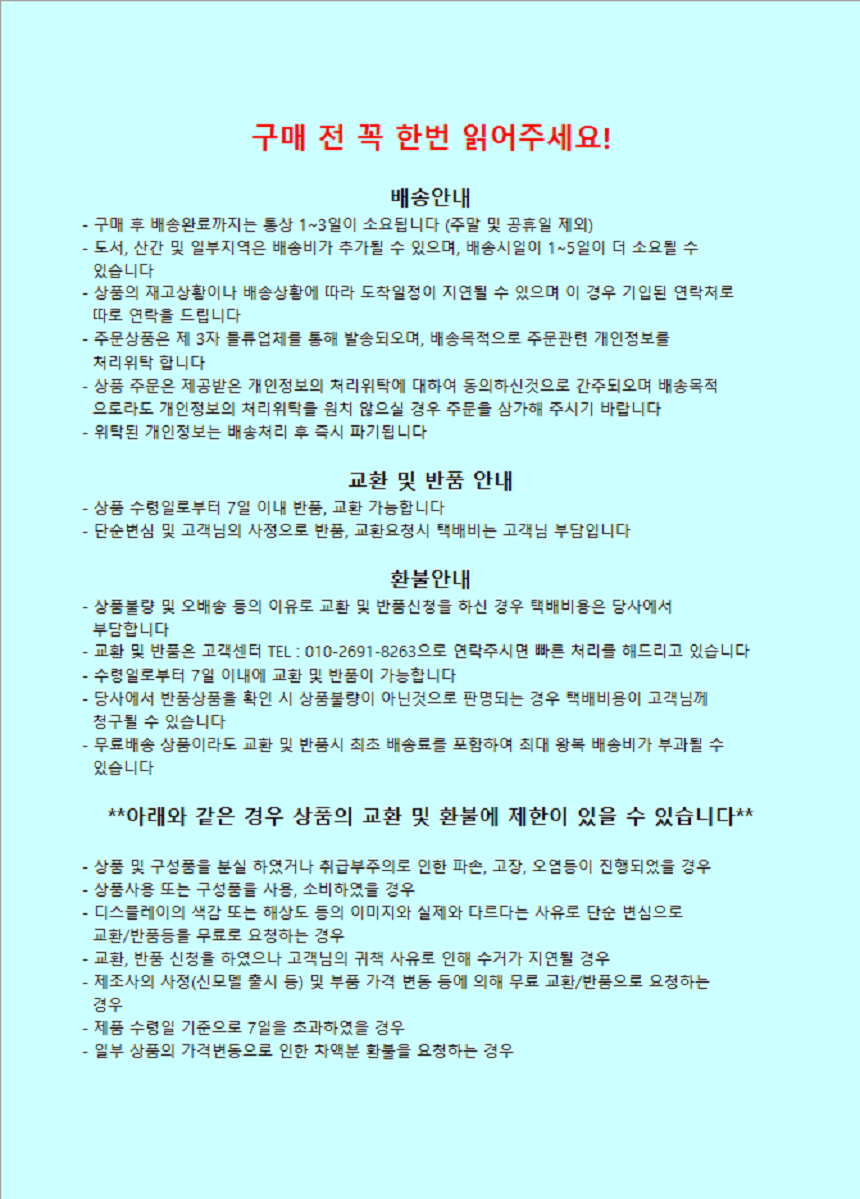 구매 전 꼭 한번 읽어주세요!
배송안내
- 구매 후 배송완료까지는 통상 1~3일이 소요됩니다 (주말 및 공휴일 제외)
- 도서, 산간 및 일부지역은 배송비가 추가될 수 있으며, 배송시일이 1~5일이 더 소요될 수
있습니다
- 상품의 재고상황이나 배송상황에 따라 도착일정이 지연될 수 있으며 이 경우 기입된 연락처로
따로 연락을 드립니다
- 주문상품은 제 3자 물류업체를 통해 발송되오며, 배송목적으로 주문관련 개인정보를
처리위탁 합니다
- 상품 주문은 제공받은 개인정보의 처리위탁에 대하여 동의하신것으로 간주되오며 배송목적
으로라도 개인정보의 처리위탁을 원치 않으실 경우 주문을 삼가해 주시기 바랍니다
- 위탁된 개인정보는 배송처리 후 즉시 파기됩니다
교환 및 반품 안내
- 상품 수령일로부터 7일 이내 반품, 교환 가능합니다
- 단순변심 및 고객님의 사정으로 반품, 교환요청시 택배비는 고객님 부담입니다
환불안내
- 상품불량 및 오배송 등의 이유로 교환 및 반품신청을 하신 경우 택배비용은 당사에서
부담합니다
- 교환 및 반품은 고객센터 TEL : 010-2691-8263으로 연락주시면 빠른 처리를 해드리고 있습니다
- 수령일로부터 7일 이내에 교환 및 반품이 가능합니다
- 당사에서 반품상품을 확인 시 상품불량이 아닌것으로 판명되는 경우 택배비용이 고객님께
청구될 수 있습니다
- 무료배송 상품이라도 교환 및 반품시 최초 배송료를 포함하여 최대 왕복 배송비가 부과될 수
있습니다
**아래와 같은 경우 상품의 교환 및 환불에 제한이 있을 수 있습니다**
- 상품 및 구성품을 분실 하였거나 취급부주의로 인한 파손, 고장, 오염등이 진행되었을 경우
- 상품사용 또는 구성품을 사용, 소비하였을 경우
- 디스플레이의 색감 또는 해상도 등의 이미지와 실제와 다르다는 사유로 단순 변심으로
교환/반품등을 무료로 요청하는 경우
- 교환, 반품 신청을 하였으나 고객님의 귀책 사유로 인해 수거가 지연될 경우
- 제조사의 사정(신모델 출시 등) 및 부품 가격 변동 등에 의해 무료 교환/반품으로 요청하는
경우
- 제품 수령일 기준으로 7일을 초과하였을 경우
- 일부 상품의 가격변동으로 인한 차액분 환불을 요청하는 경우